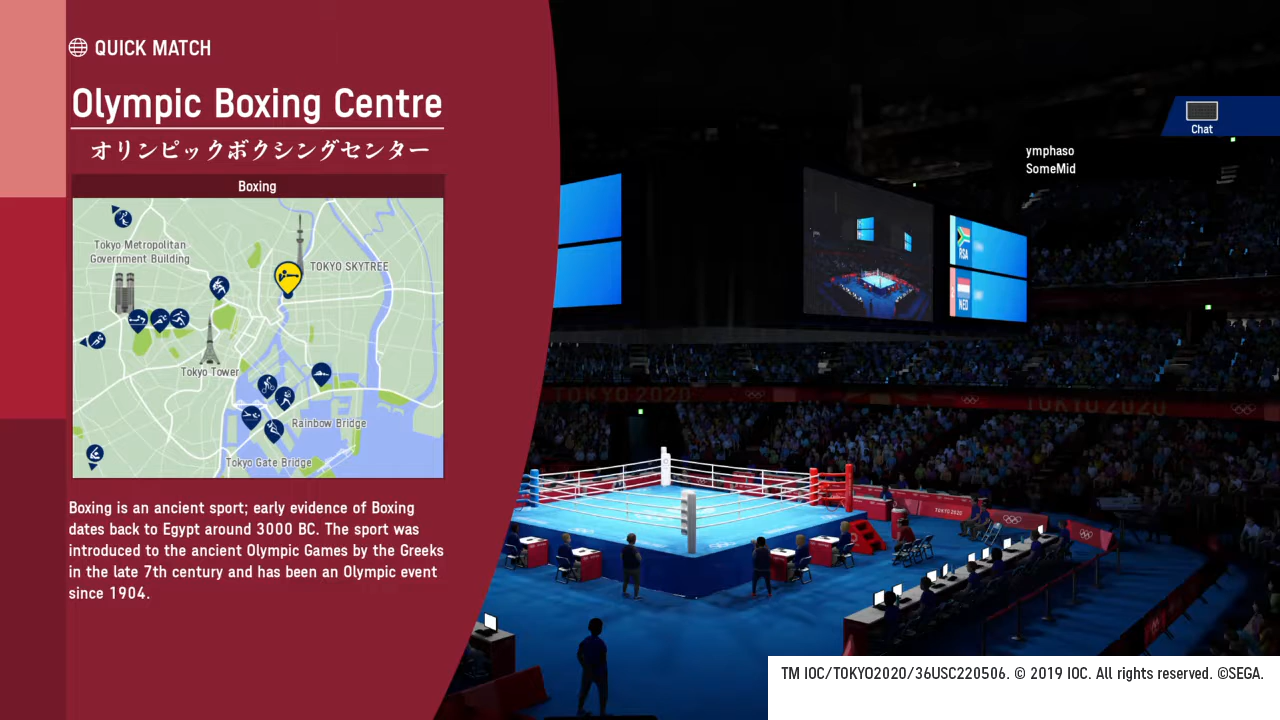 QUICK MATCH
Olympic Boxing Centre
オリンピックボクシングセンター
Boxing
Tokyo Metropolitan
Government Building
TOKYO SKYTREE
Tokyo Tower
Rainbow Bridge
Tokyo Gate Bridge
Boxing is an ancient sport; early evidence of Boxing
dates back to Egypt around 3000 BC. The sport was
introduced to the ancient Olympic Games by the Greeks
in the late 7th century and has been an Olympic event
since 1904.
Chat
ymphaso
SomeMid
RSA
NED
TOKYO 2020
TOKYO 2020
TOKYO 2020
TM IOC/TOKYO2020/36USC220506. © 2019 IOC. All rights reserved. ©SEGA.